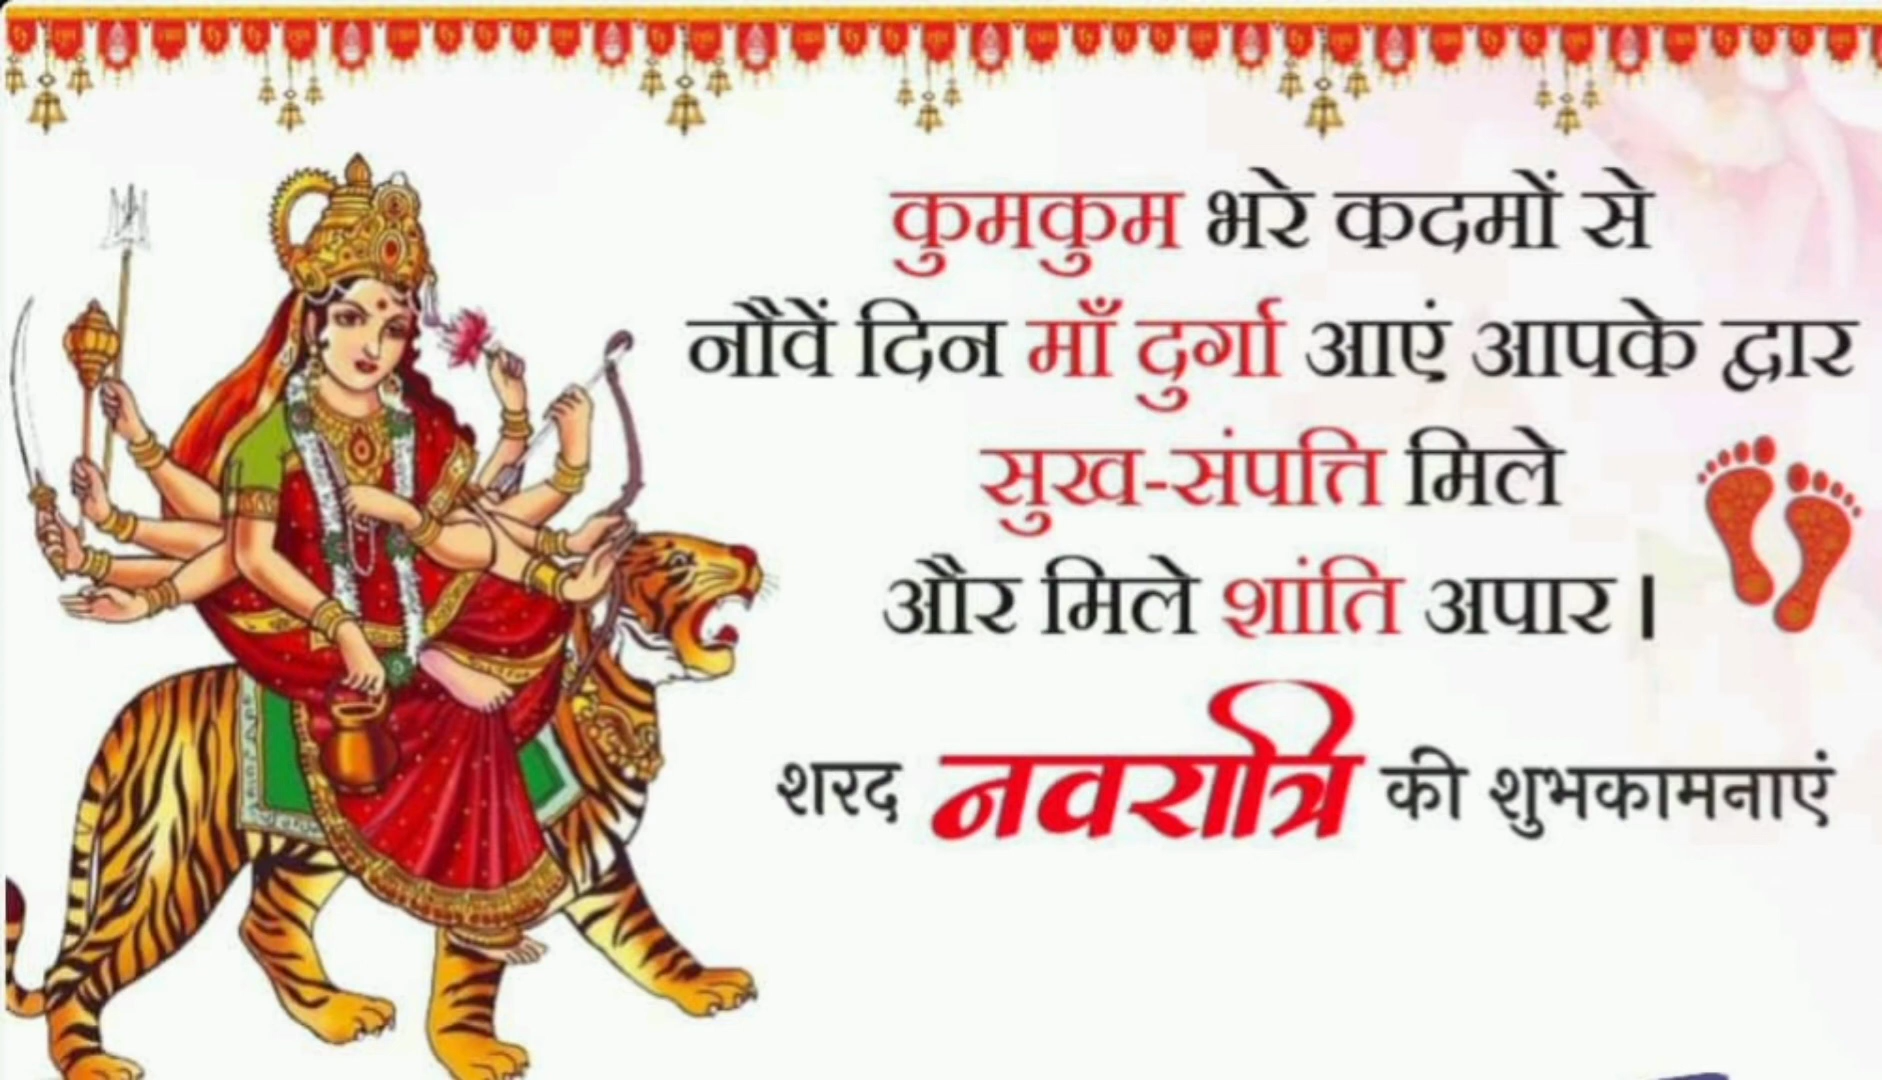 कुमकुम भरे कदमों से
नौवें दिन माँ दुर्गा आएं आपके द्वार
सुख-संपत्ति मिले
और मिले शांति अपार।
शरद नवरात्रि की शुभकामनाएं